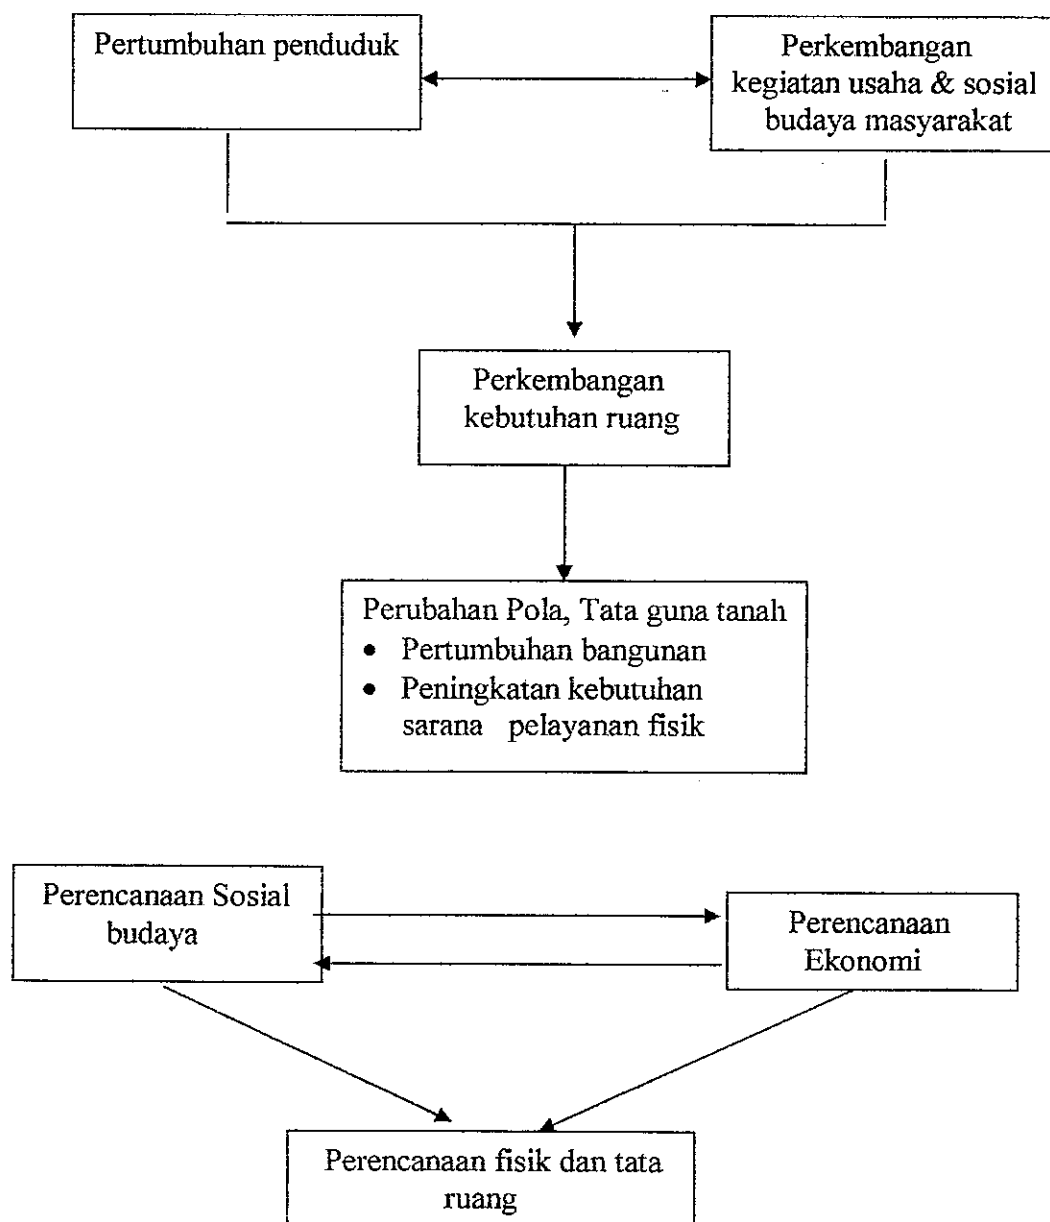 Pertumbuhan penduduk
Perkembangan
kegiatan usaha & sosial
budaya masyarakat
Perkembangan
kebutuhan ruang
Perubahan Pola, Tata guna tanah
• Pertumbuhan bangunan
• Peningkatan kebutuhan
sarana pelayanan fisik
Perencanaan Sosial
budaya
Perencanaan
Ekonomi
Perencanaan fisik dan tata
ruang